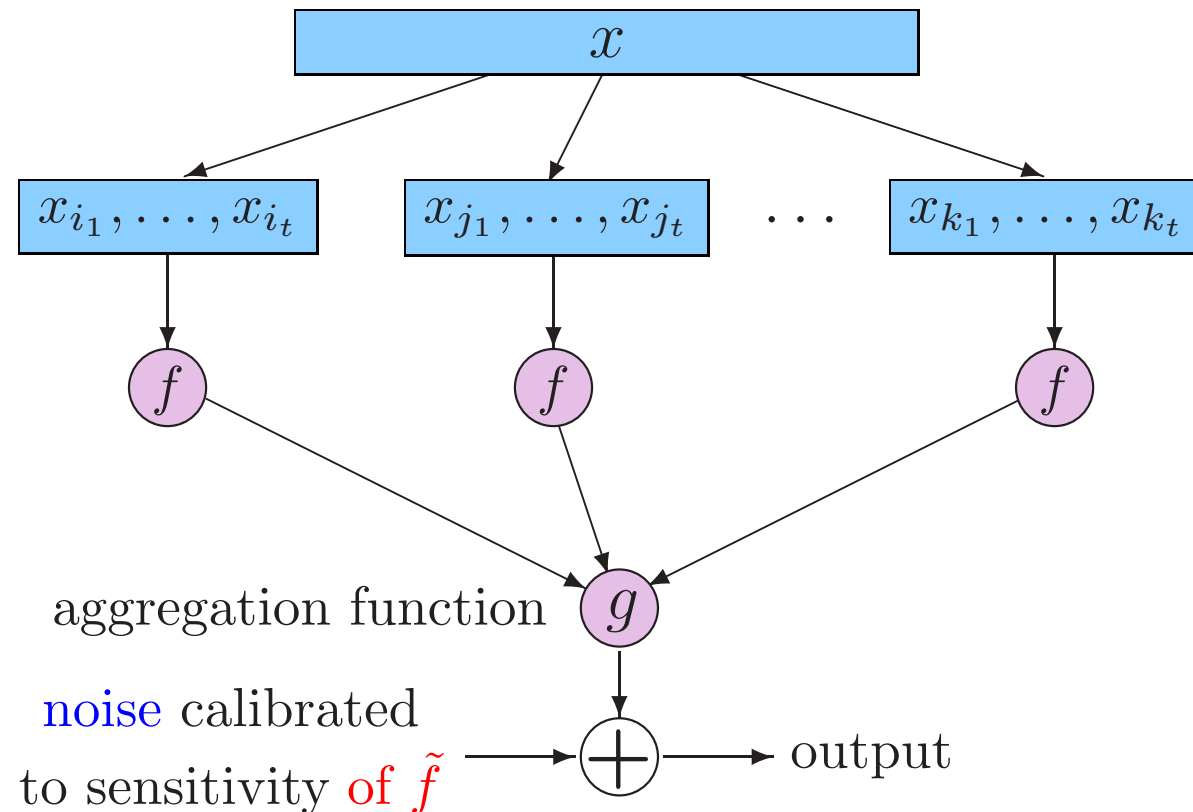 x
x_{i_1}, ..., x_{i_t} x_{j_1}, ..., x_{j_t} ... x_{k_1}, ..., x_{k_t}
f f f
aggregation function g
noise calibrated
to sensitivity of f̃ + output